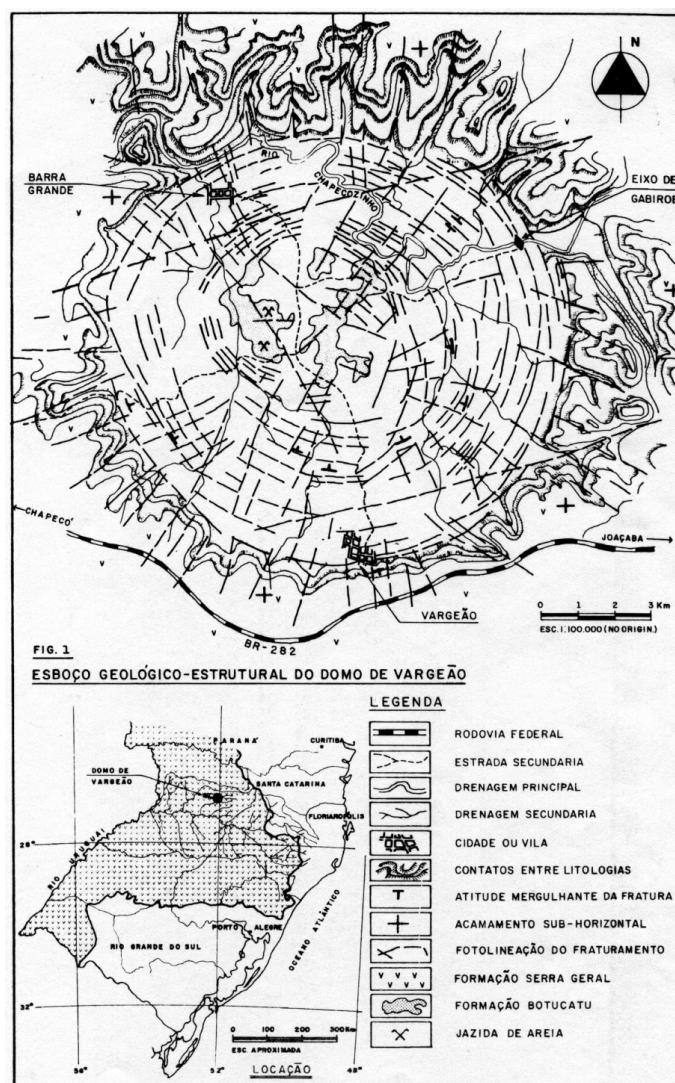 N
BARRA
GRANDE
RIO
CHAPECOZINHO
EIXO DE
GABIROB
CHAPECÓ
JOAÇABA
VARGEÃO
BR-282
0 1 2 3 Km
ESC. 1:100.000 (NO ORIGIN.)
FIG. 1
ESBOÇO GEOLÓGICO-ESTRUTURAL DO DOMO DE VARGEÃO
LEGENDA
RODOVIA FEDERAL
ESTRADA SECUNDARIA
DRENAGEM PRINCIPAL
DRENAGEM SECUNDARIA
CIDADE OU VILA
CONTATOS ENTRE LITOLOGIAS
ATITUDE MERGULHANTE DA FRATURA
ACAMAMENTO SUB-HORIZONTAL
FOTOLINEAÇÃO DO FRATURAMENTO
FORMAÇÃO SERRA GERAL
FORMAÇÃO BOTUCATU
JAZIDA DE AREIA
PARANÁ
CURITIBA
DOMO DE
VARGEÃO
SANTA CATARINA
FLORIANÓPOLIS
RIO URUGUAI
PORTO ALEGRE
RIO GRANDE DO SUL
OCEANO ATLÂNTICO
32°
0 100 200 300Km
ESC. APROXIMADA
52°
48°
LOCAÇÃO